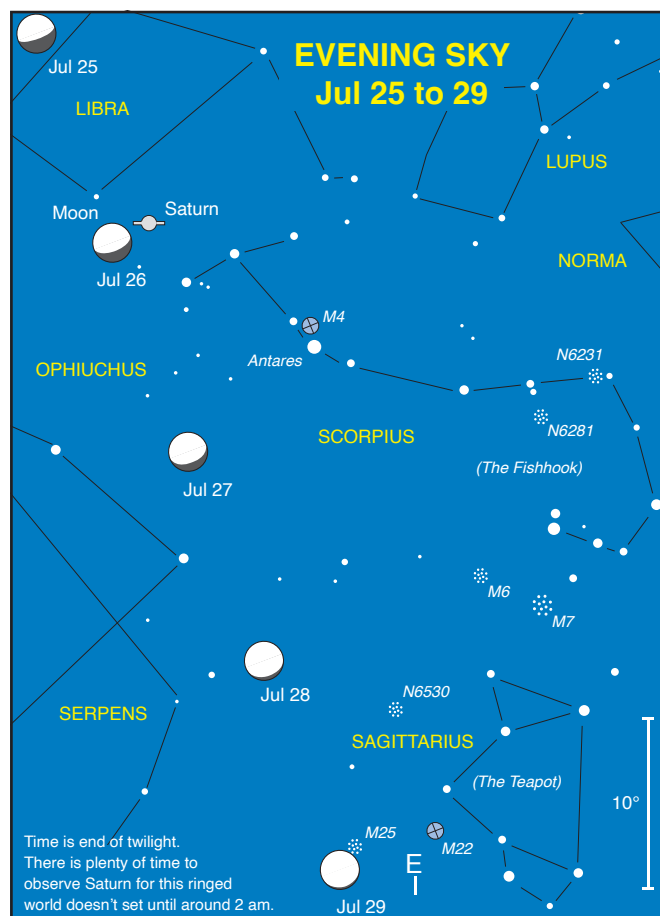 EVENING SKY
Jul 25 to 29
Jul 25
LIBRA
LUPUS
Moon
Saturn
Jul 26
NORMA
M4
Antares
OPHIUCHUS
N6231
SCORPIUS
N6281
(The Fishhook)
Jul 27
M6
M7
Jul 28
N6530
SERPENS
SAGITTARIUS
(The Teapot)
10°
M25
M22
E
Jul 29
Time is end of twilight.
There is plenty of time to
observe Saturn for this ringed
world doesn't set until around 2 am.